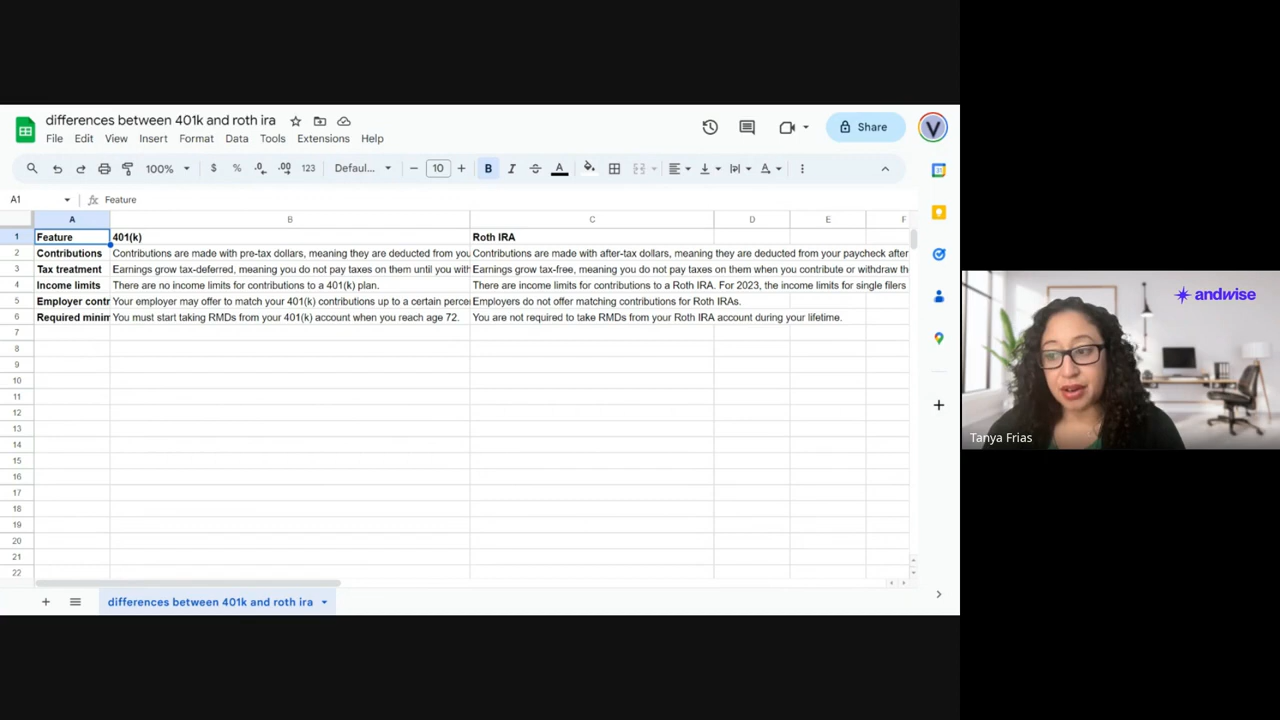 differences between 401k and roth ira
File Edit View Insert Format Data Tools Extensions Help
Share
V
100% $ % .0 .00 123 Defaul... 10 B I A
A1 fx Feature
A B C D E F
1 Feature 401(k) Roth IRA
2 Contributions Contributions are made with pre-tax dollars, meaning they are deducted from you Contributions are made with after-tax dollars, meaning they are deducted from your paycheck after
3 Tax treatment Earnings grow tax-deferred, meaning you do not pay taxes on them until you with Earnings grow tax-free, meaning you do not pay taxes on them when you contribute or withdraw th
4 Income limits There are no income limits for contributions to a 401(k) plan. There are income limits for contributions to a Roth IRA. For 2023, the income limits for single filers
5 Employer contr Your employer may offer to match your 401(k) contributions up to a certain percen Employers do not offer matching contributions for Roth IRAs.
6 Required minim You must start taking RMDs from your 401(k) account when you reach age 72. You are not required to take RMDs from your Roth IRA account during your lifetime.
7
8
9
10
11
12
13
14
15
16
17
18
19
20
21
22
differences between 401k and roth ira
andwise
Tanya Frias